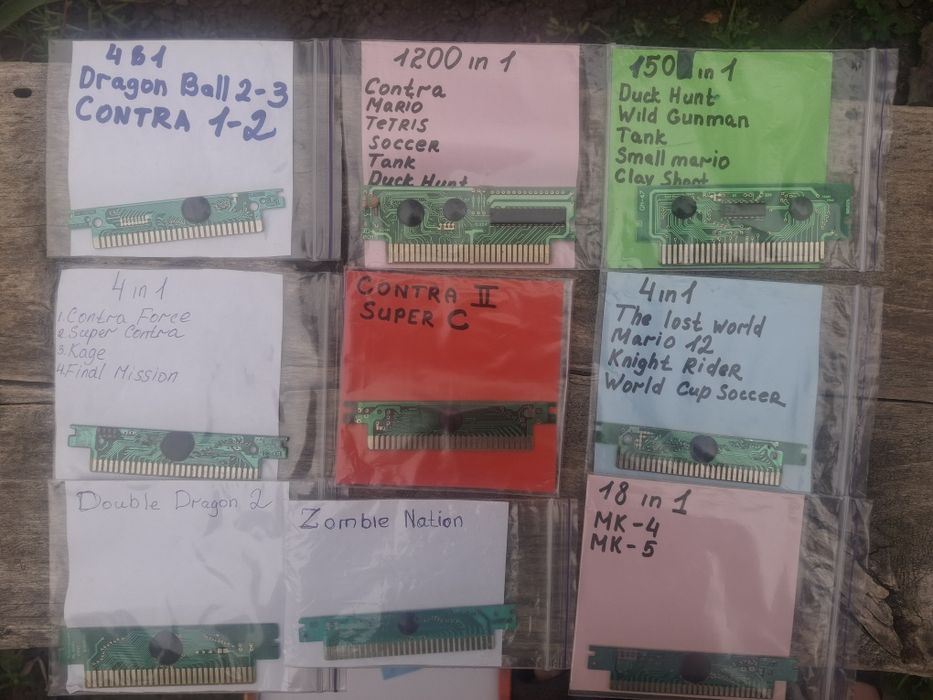 4 В 1
Dragon Ball 2-3
CONTRA 1-2
1200 in 1
Contra
MARIO
TETRIS
SOCCER
Tank
Duck Hunt
150 in 1
Duck Hunt
Wild Gunman
Tank
Small mario
Clay Shoot
4 in 1
1.Contra Force
2.Super Contra
3.Kage
4.Final Mission
CONTRA II
SUPER C
4 in 1
The lost world
Mario 12
Knight RideR
World Cup SocceR
Double Dragon 2
Zombie Nation
18 in 1
MK-4
MK-5